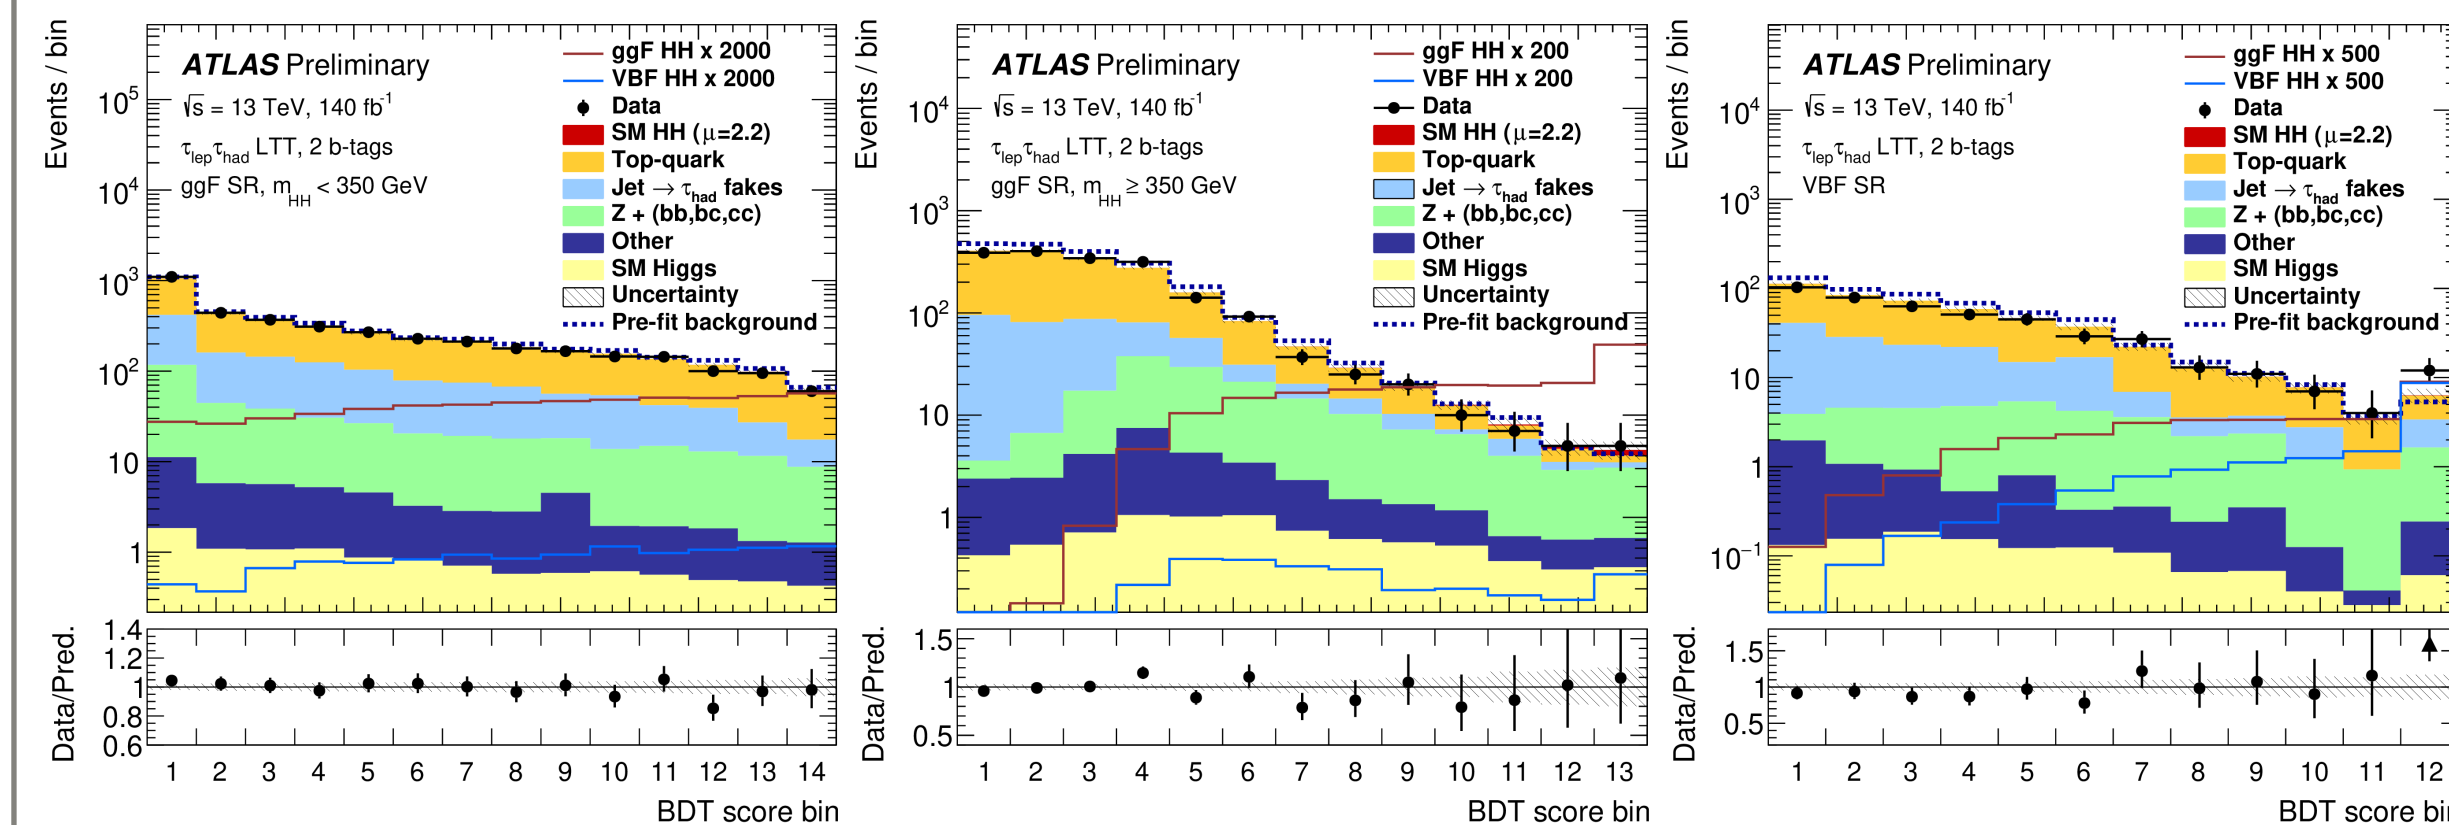 Events / bin
ATLAS Preliminary
√s = 13 TeV, 140 fb⁻¹
τlepτhad LTT, 2 b-tags
ggF SR, mHH < 350 GeV
ggF HH x 2000
VBF HH x 2000
Data
SM HH (μ=2.2)
Top-quark
Jet → τhad fakes
Z + (bb,bc,cc)
Other
SM Higgs
Uncertainty
Pre-fit background
10⁵
10⁴
10³
10²
10
1
Data/Pred.
1.4
1.2
1
0.8
0.6
1 2 3 4 5 6 7 8 9 10 11 12 13 14
BDT score bin
Events / bin
ATLAS Preliminary
√s = 13 TeV, 140 fb⁻¹
τlepτhad LTT, 2 b-tags
ggF SR, mHH ≥ 350 GeV
ggF HH x 200
VBF HH x 200
Data
SM HH (μ=2.2)
Top-quark
Jet → τhad fakes
Z + (bb,bc,cc)
Other
SM Higgs
Uncertainty
Pre-fit background
10⁴
10³
10²
10
1
Data/Pred.
1.5
1
0.5
1 2 3 4 5 6 7 8 9 10 11 12 13
BDT score bin
Events / bin
ATLAS Preliminary
√s = 13 TeV, 140 fb⁻¹
τlepτhad LTT, 2 b-tags
VBF SR
ggF HH x 500
VBF HH x 500
Data
SM HH (μ=2.2)
Top-quark
Jet → τhad fakes
Z + (bb,bc,cc)
Other
SM Higgs
Uncertainty
Pre-fit background
10⁴
10³
10²
10
1
10⁻¹
Data/Pred.
1.5
1
0.5
1 2 3 4 5 6 7 8 9 10 11 12
BDT score bi